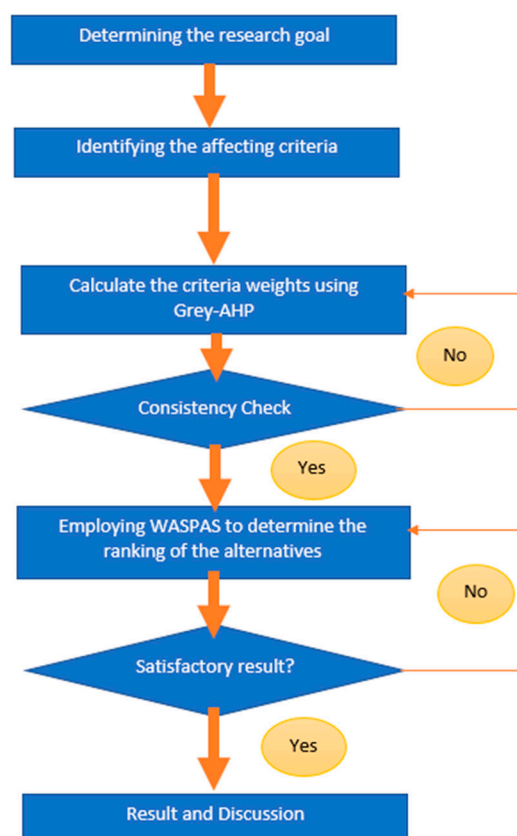 Determining the research goal
Identifying the affecting criteria
Calculate the criteria weights using
Grey-AHP
No
Consistency Check
Yes
Employing WASPAS to determine the
ranking of the alternatives
No
Satisfactory result?
Yes
Result and Discussion